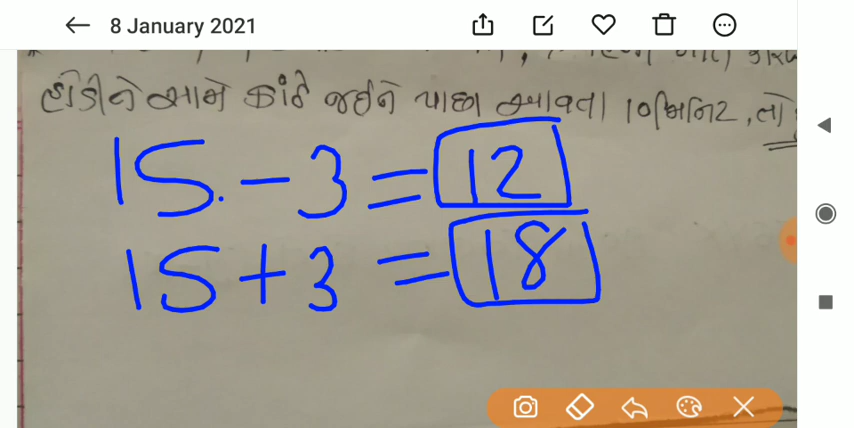 8 January 2021
હોડીને સામે કાંઠે જઈને પાછા આવતા 10 મિનિટ, લો
15. - 3 = 12
15 + 3 = 18